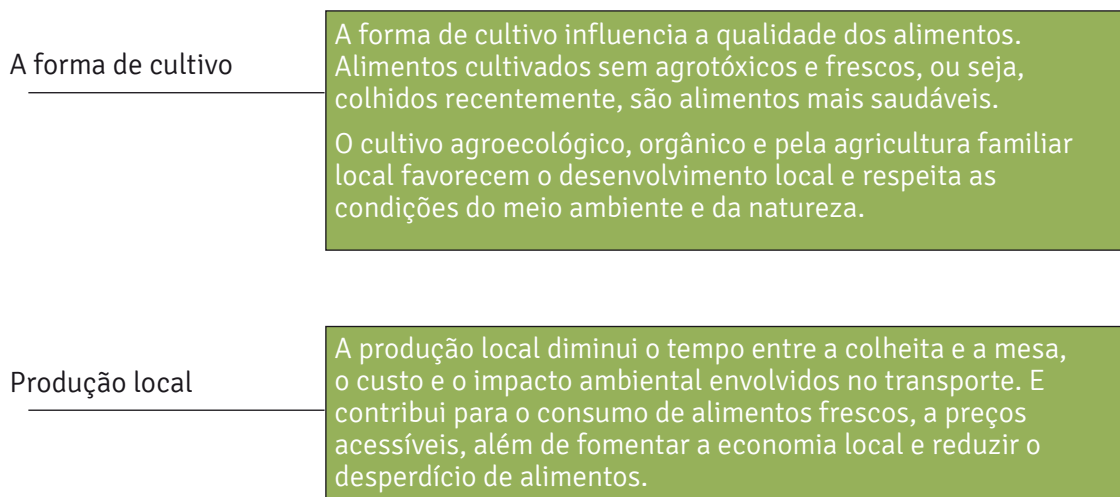 A forma de cultivo
A forma de cultivo influencia a qualidade dos alimentos.
Alimentos cultivados sem agrotóxicos e frescos, ou seja,
colhidos recentemente, são alimentos mais saudáveis.
O cultivo agroecológico, orgânico e pela agricultura familiar
local favorecem o desenvolvimento local e respeita as
condições do meio ambiente e da natureza.
Produção local
A produção local diminui o tempo entre a colheita e a mesa,
o custo e o impacto ambiental envolvidos no transporte. E
contribui para o consumo de alimentos frescos, a preços
acessíveis, além de fomentar a economia local e reduzir o
desperdício de alimentos.